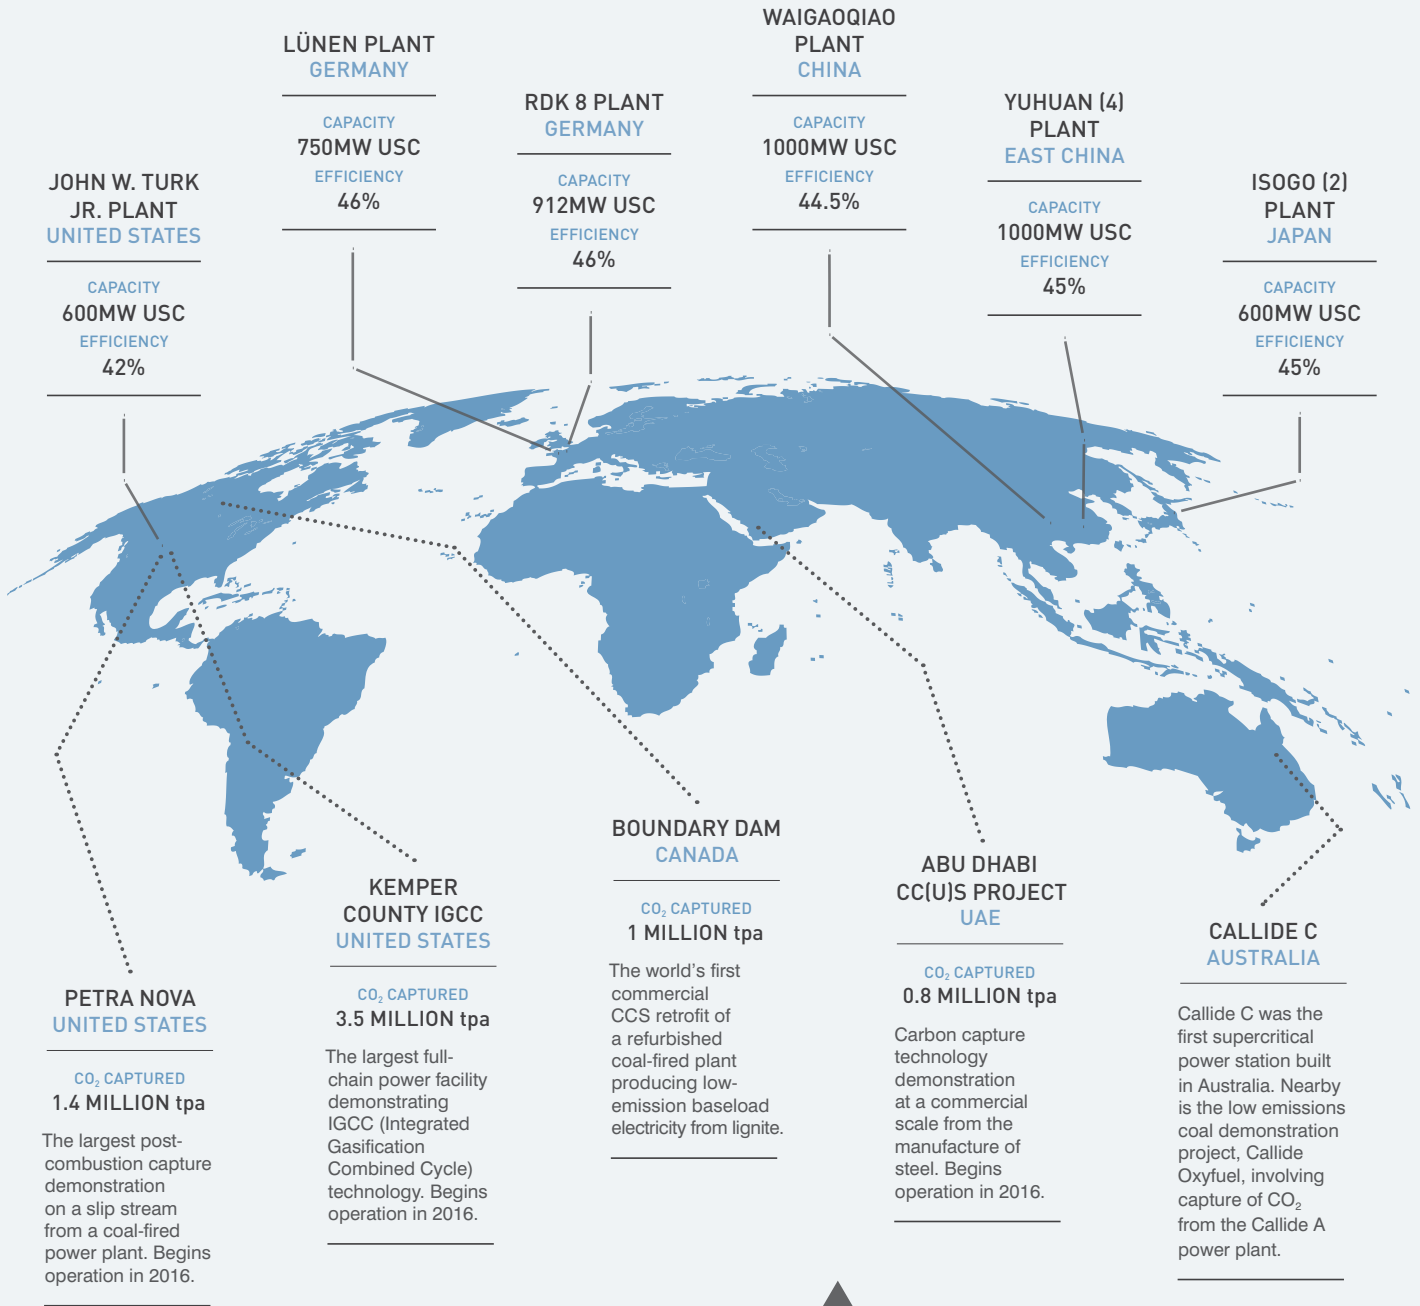 JOHN W. TURK
JR. PLANT
UNITED STATES
CAPACITY
600MW USC
EFFICIENCY
42%
LÜNEN PLANT
GERMANY
CAPACITY
750MW USC
EFFICIENCY
46%
RDK 8 PLANT
GERMANY
CAPACITY
912MW USC
EFFICIENCY
46%
WAIGAOQIAO
PLANT
CHINA
CAPACITY
1000MW USC
EFFICIENCY
44.5%
YUHUAN (4)
PLANT
EAST CHINA
CAPACITY
1000MW USC
EFFICIENCY
45%
ISOGO (2)
PLANT
JAPAN
CAPACITY
600MW USC
EFFICIENCY
45%
PETRA NOVA
UNITED STATES
CO₂ CAPTURED
1.4 MILLION tpa
The largest post-
combustion capture
demonstration
on a slip stream
from a coal-fired
power plant. Begins
operation in 2016.
KEMPER
COUNTY IGCC
UNITED STATES
CO₂ CAPTURED
3.5 MILLION tpa
The largest full-
chain power facility
demonstrating
IGCC (Integrated
Gasification
Combined Cycle)
technology. Begins
operation in 2016.
BOUNDARY DAM
CANADA
CO₂ CAPTURED
1 MILLION tpa
The world's first
commercial
CCS retrofit of
a refurbished
coal-fired plant
producing low-
emission baseload
electricity from lignite.
ABU DHABI
CC(U)S PROJECT
UAE
CO₂ CAPTURED
0.8 MILLION tpa
Carbon capture
technology
demonstration
at a commercial
scale from the
manufacture of
steel. Begins
operation in 2016.
CALLIDE C
AUSTRALIA
Callide C was the
first supercritical
power station built
in Australia. Nearby
is the low emissions
coal demonstration
project, Callide
Oxyfuel, involving
capture of CO₂
from the Callide A
power plant.